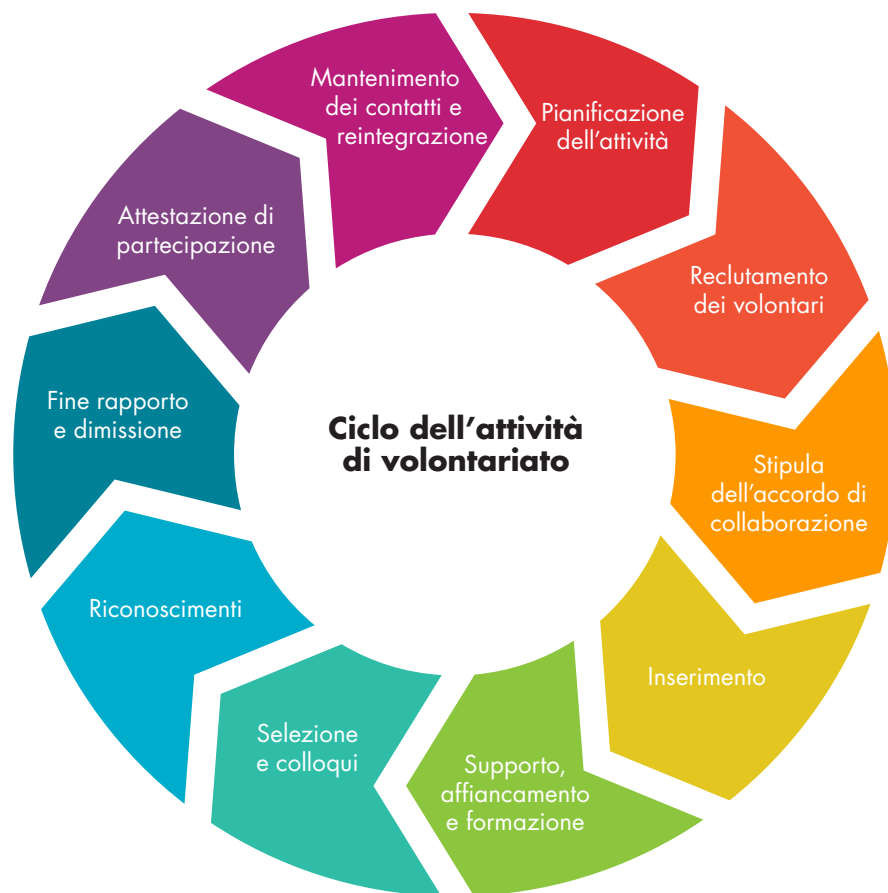 Ciclo dell’attività
di volontariato
Pianificazione
dell’attività
Reclutamento
dei volontari
Stipula
dell’accordo di
collaborazione
Inserimento
Supporto,
affiancamento
e formazione
Selezione
e colloqui
Riconoscimenti
Fine rapporto
e dimissione
Attestazione di
partecipazione
Mantenimento
dei contatti e
reintegrazione